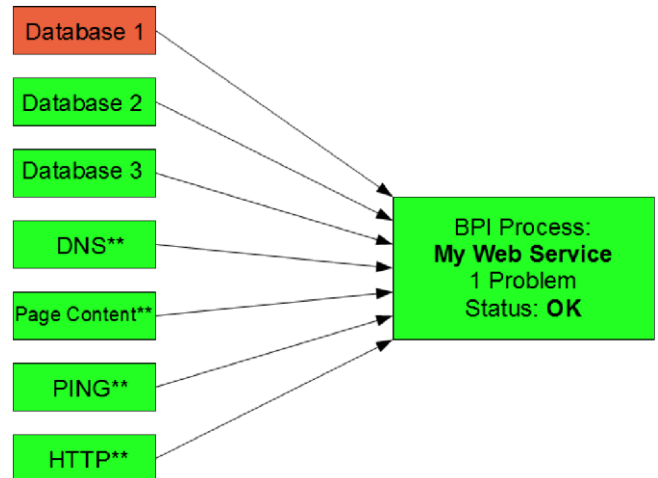 Database 1
Database 2
Database 3
DNS**
Page Content**
PING**
HTTP**
BPI Process:
My Web Service
1 Problem
Status: OK